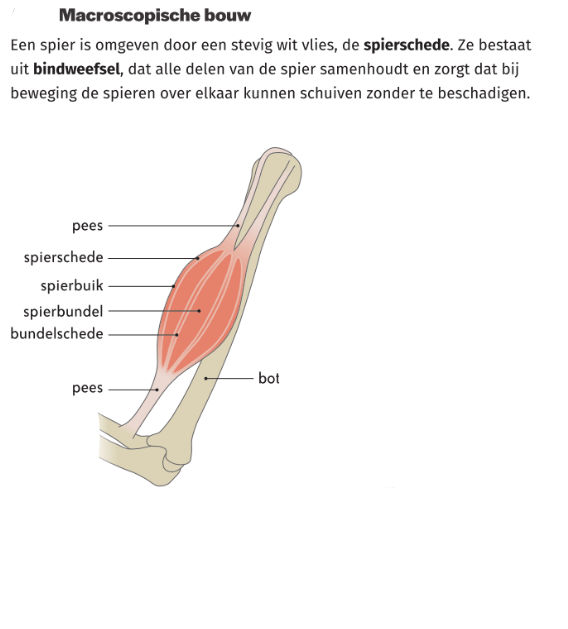 Macroscopische bouw
Een spier is omgeven door een stevig wit vlies, de spierschede. Ze bestaat
uit bindweefsel, dat alle delen van de spier samenhoudt en zorgt dat bij
beweging de spieren over elkaar kunnen schuiven zonder te beschadigen.
pees
spierschede
spierbuik
spierbundel
bundelschede
pees
bot